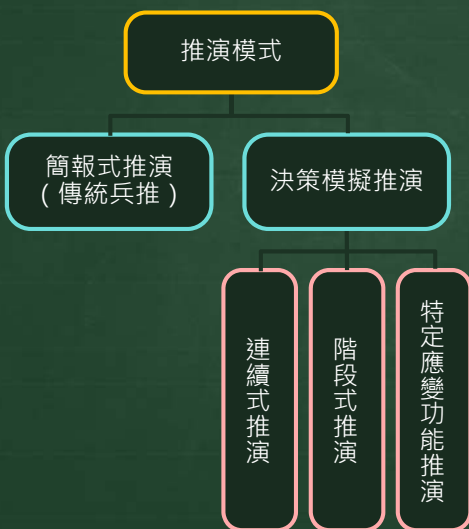 推演模式
簡報式推演
（傳統兵推）
決策模擬推演
連續式推演
階段式推演
特定應變功能推演